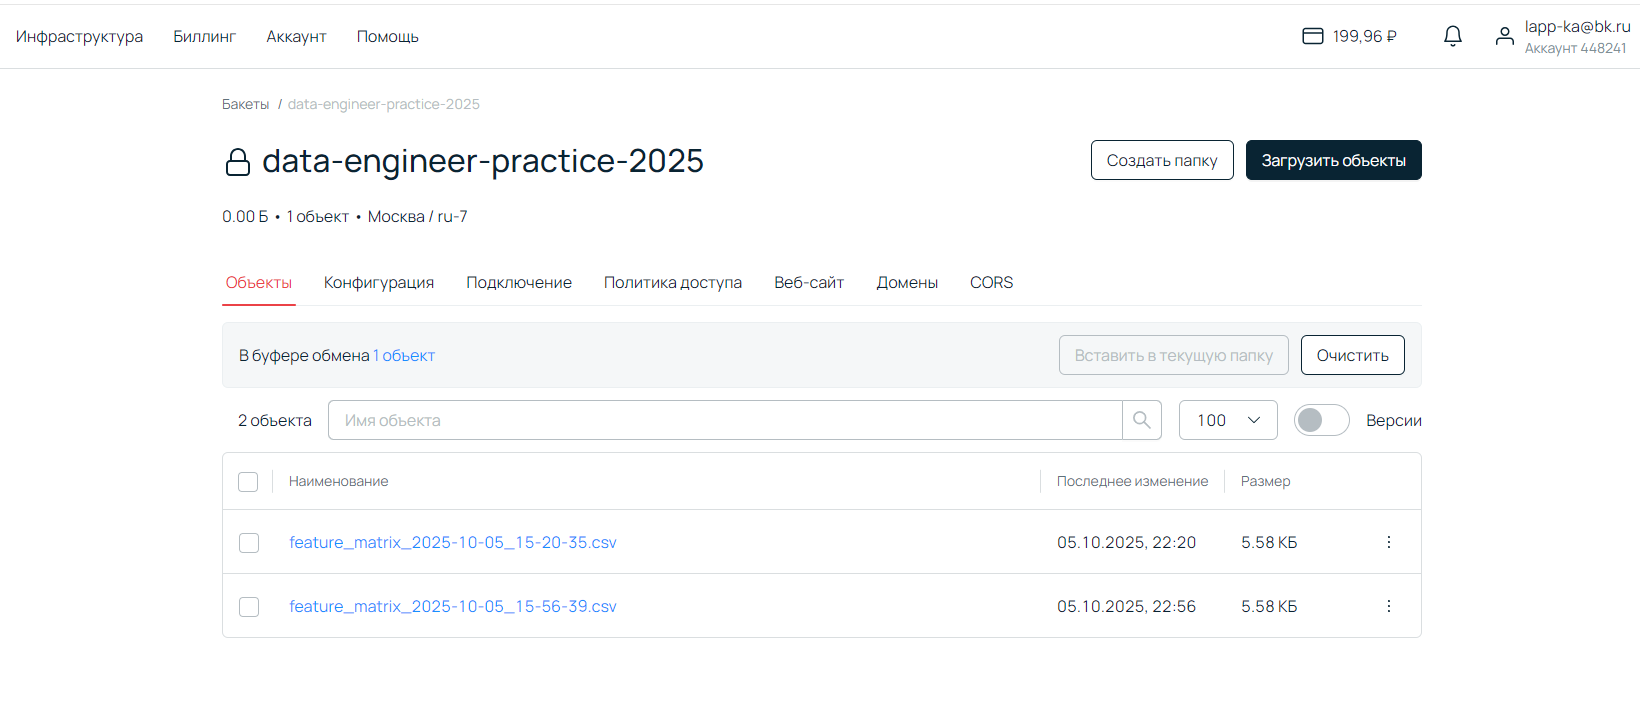 Инфраструктура Биллинг Аккаунт Помощь 199,96 ₽ lapp-ka@bk.ru
Аккаунт 448241
Бакеты / data-engineer-practice-2025
data-engineer-practice-2025 Создать папку Загрузить объекты
0.00 Б • 1 объект • Москва / ru-7
Объекты Конфигурация Подключение Политика доступа Веб-сайт Домены CORS
В буфере обмена 1 объект Вставить в текущую папку Очистить
2 объекта Имя объекта 100 Версии
Наименование Последнее изменение Размер
feature_matrix_2025-10-05_15-20-35.csv 05.10.2025, 22:20 5.58 КБ
feature_matrix_2025-10-05_15-56-39.csv 05.10.2025, 22:56 5.58 КБ